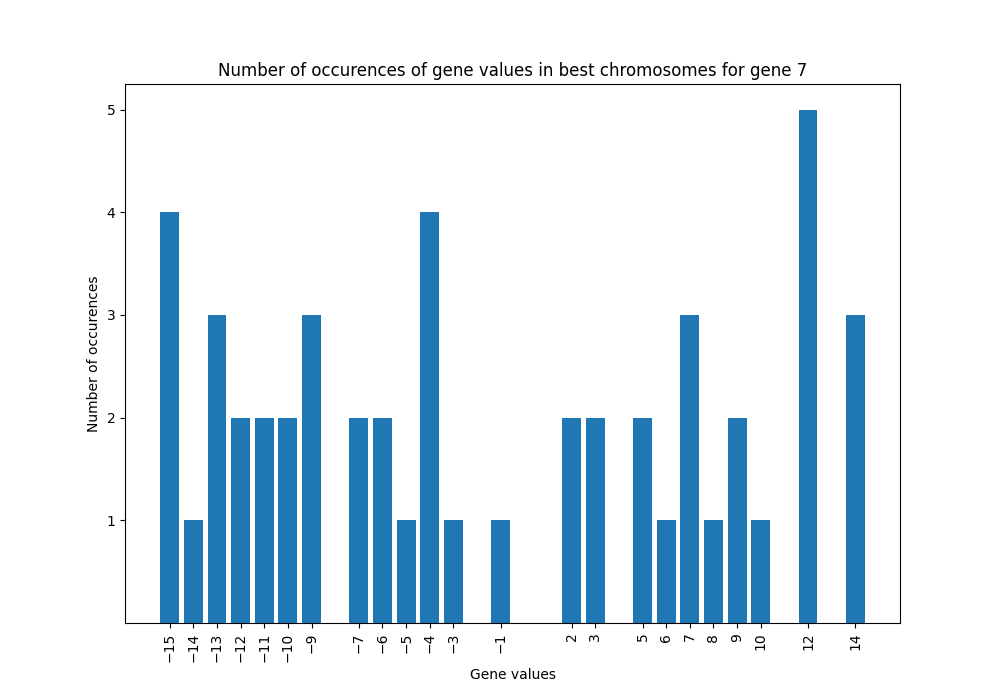 Number of occurences of gene values in best chromosomes for gene 7
Number of occurences
5
4
3
2
1
−15 −14 −13 −12 −11 −10 −9 −7 −6 −5 −4 −3 −1 2 3 5 6 7 8 9 10 12 14
Gene values